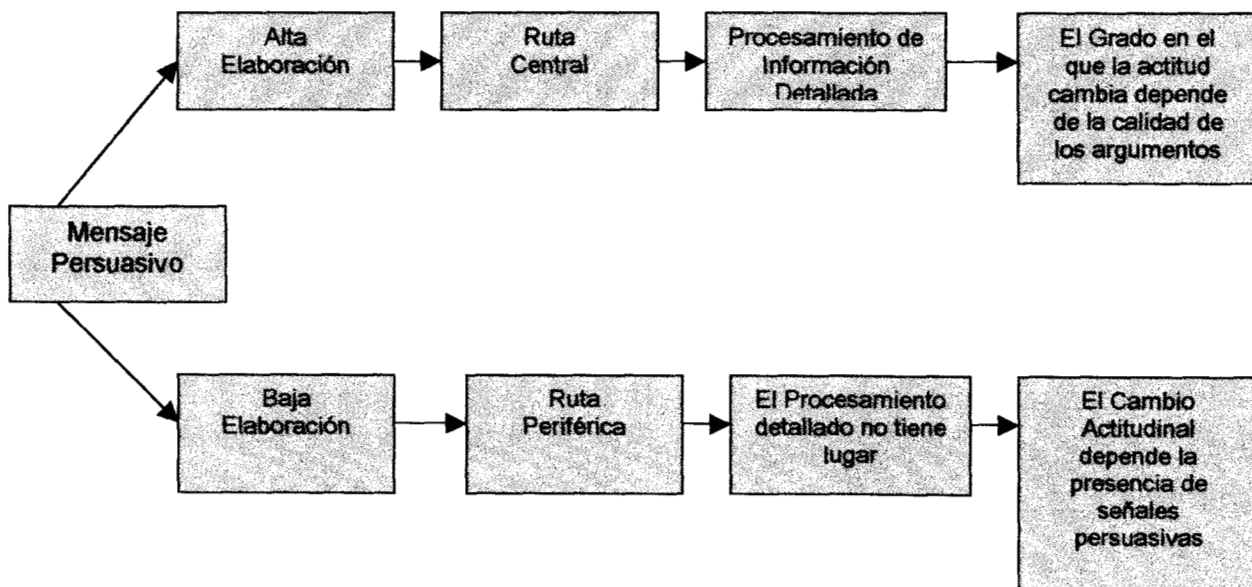 Alta
Elaboración
Ruta
Central
Procesamiento de
Información
Detallada
El Grado en el
que la actitud
cambia depende
de la calidad de
los argumentos
Mensaje
Persuasivo
Baja
Elaboración
Ruta
Periférica
El Procesamiento
detallado no tiene
lugar
El Cambio
Actitudinal
depende la
presencia de
señales
persuasivas